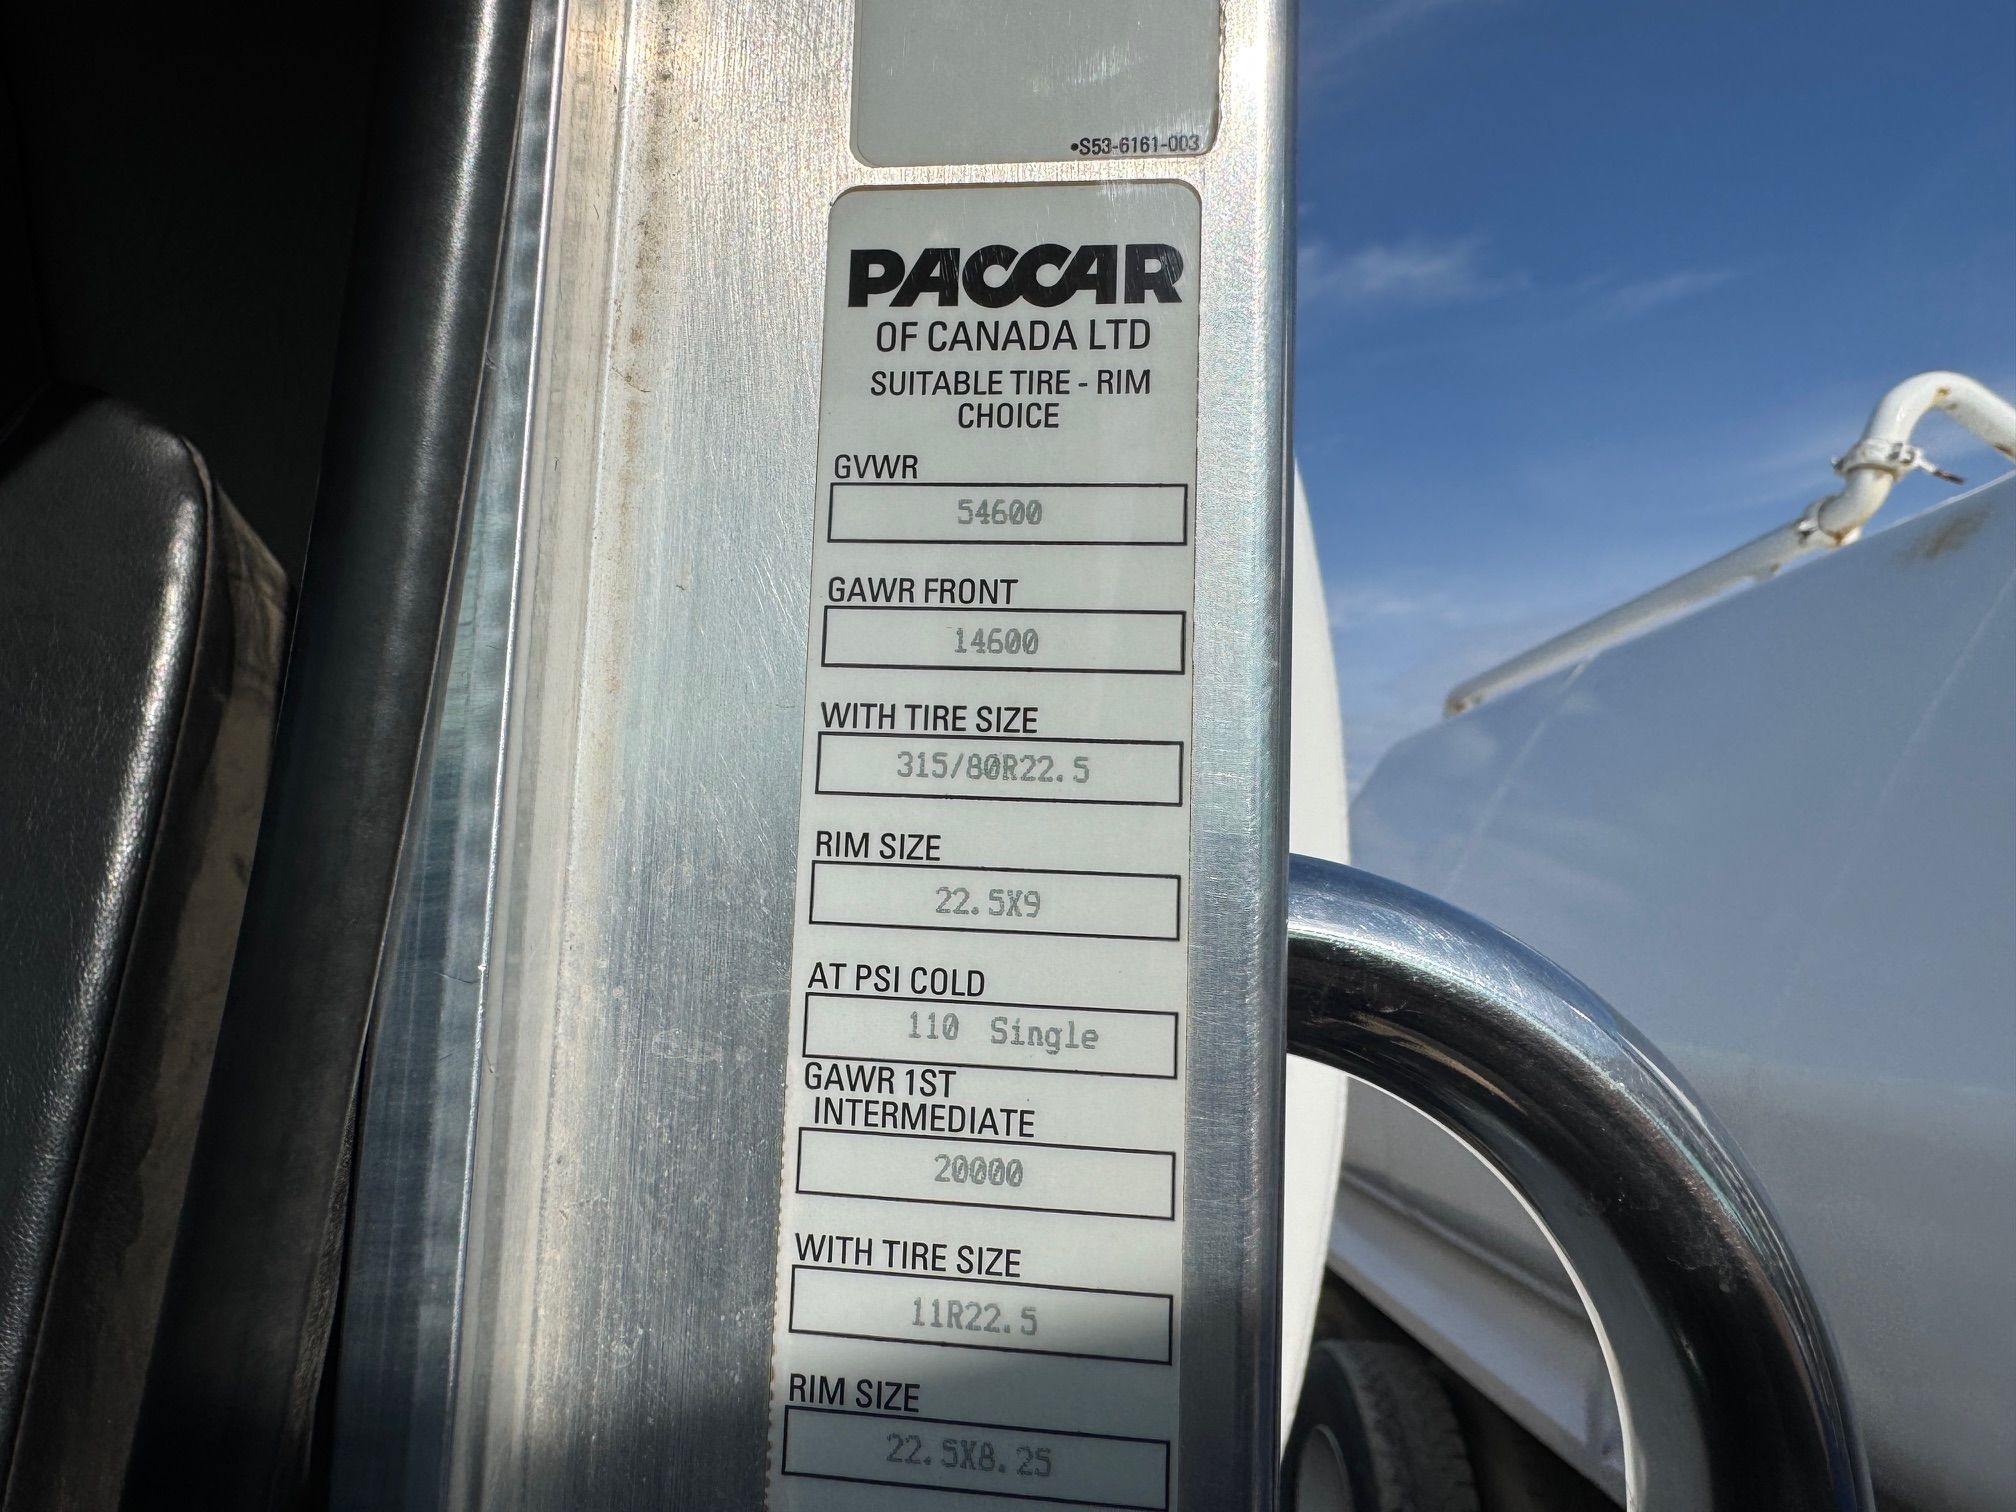 •S53-6161-003
PACCAR
OF CANADA LTD
SUITABLE TIRE - RIM
CHOICE
GVWR
54600
GAWR FRONT
14600
WITH TIRE SIZE
315/80R22.5
RIM SIZE
22.5X9
AT PSI COLD
110 Single
GAWR 1ST
INTERMEDIATE
20000
WITH TIRE SIZE
11R22.5
RIM SIZE
22.5X8.25